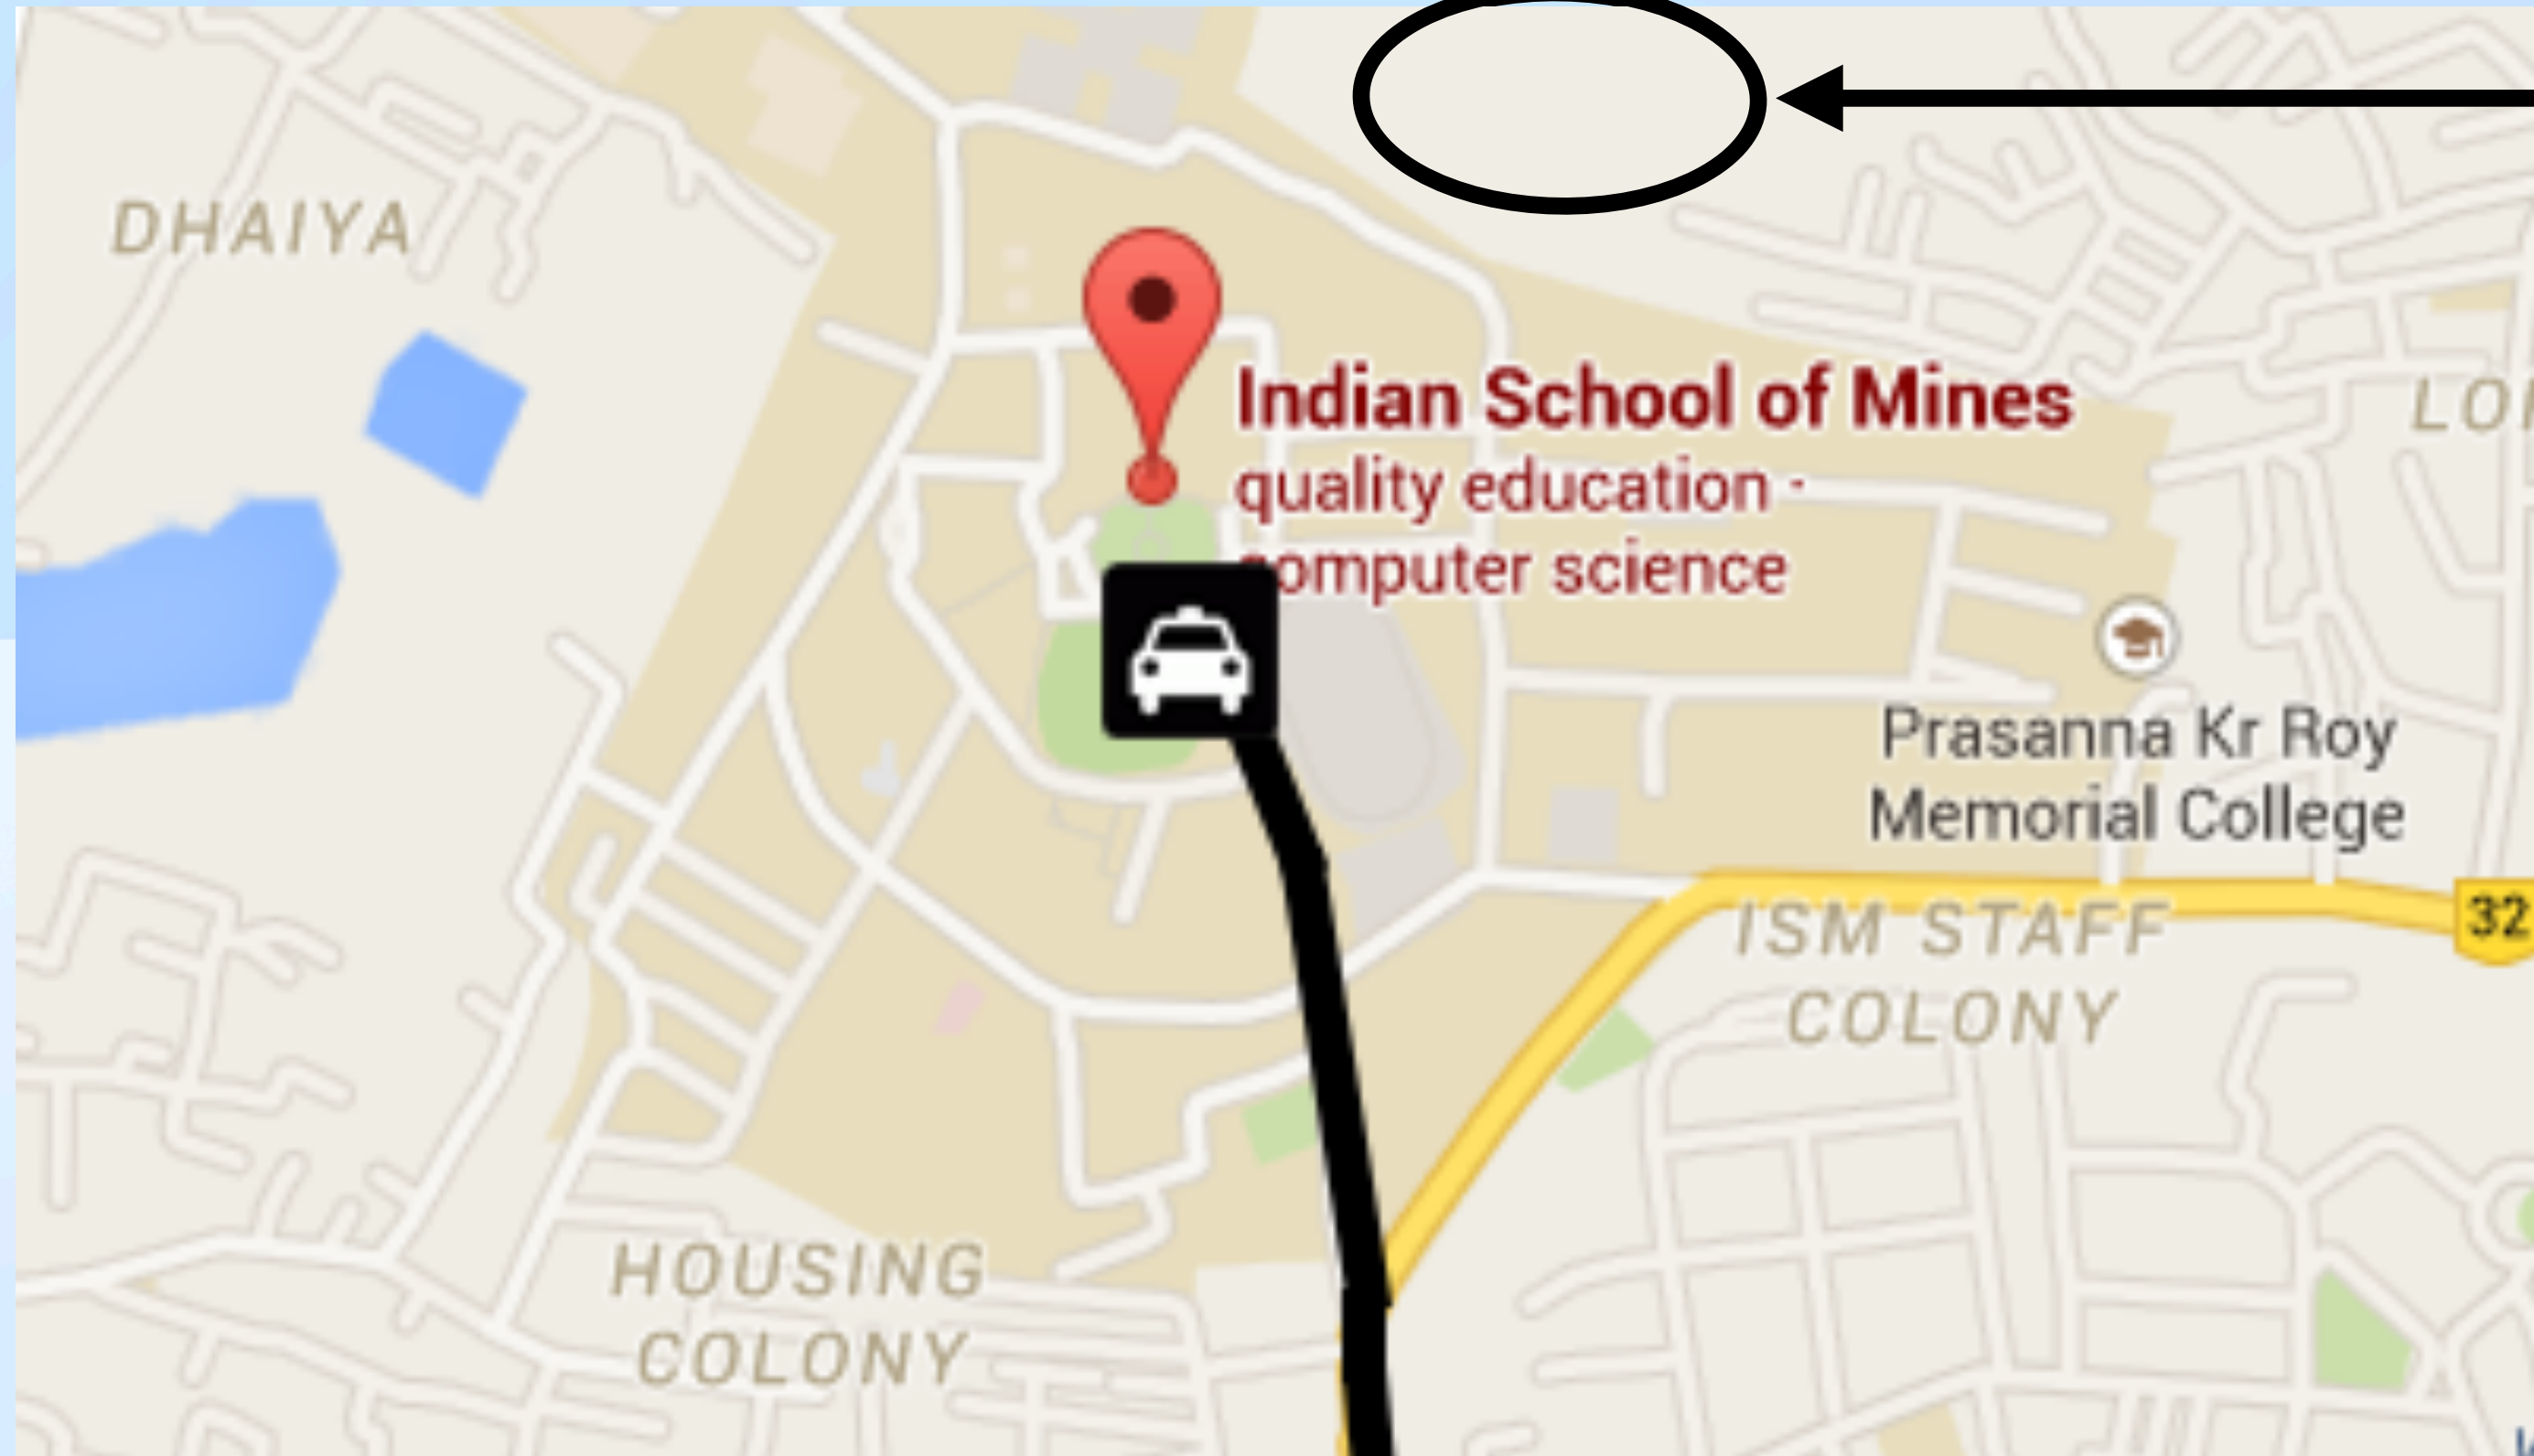 DHAIYA
Indian School of Mines
quality education ·
computer science
Prasanna Kr Roy
Memorial College
ISM STAFF
COLONY
32
HOUSING
COLONY